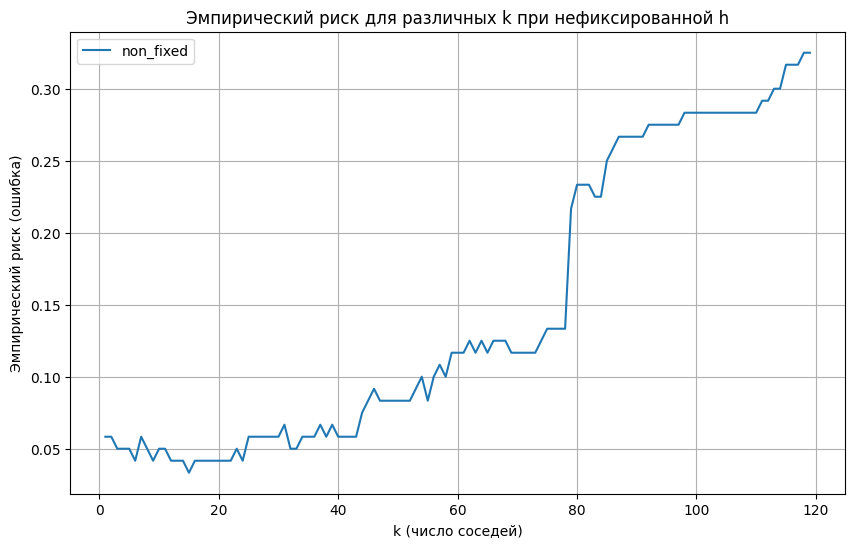 Эмпирический риск для различных k при нефиксированной h
non_fixed
Эмпирический риск (ошибка)
0.30
0.25
0.20
0.15
0.10
0.05
0 20 40 60 80 100 120
k (число соседей)